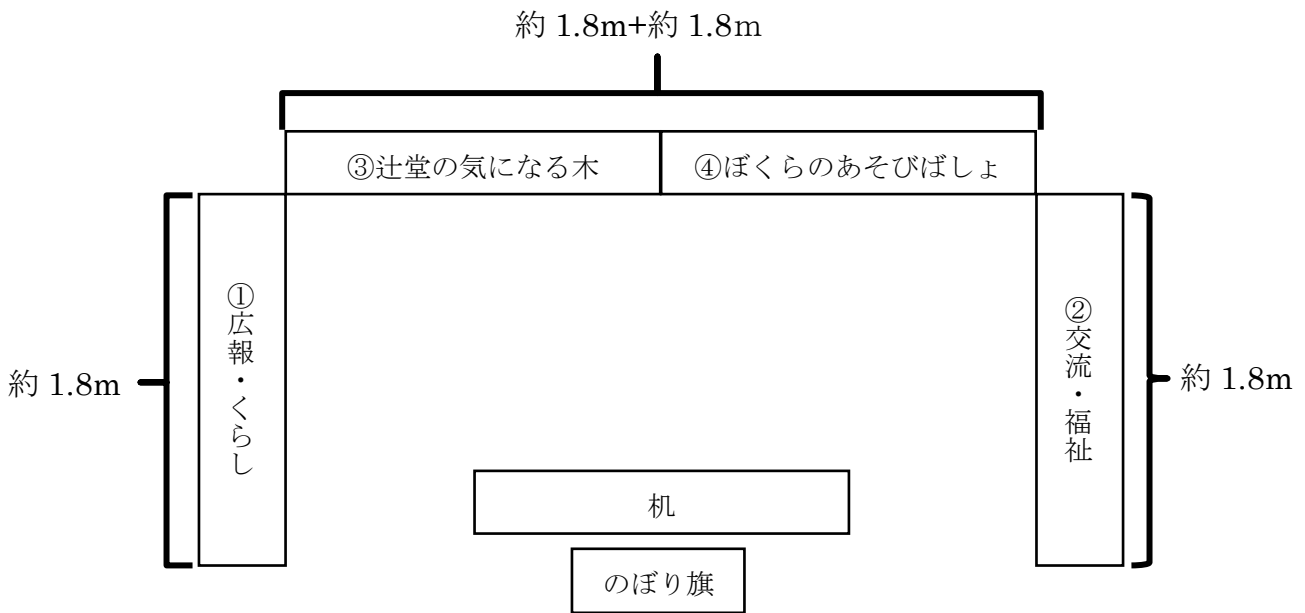 約 1.8m+約 1.8m
③辻堂の気になる木
④ぼくらのあそびばしょ
①広報・くらし
②交流・福祉
約 1.8m
約 1.8m
机
のぼり旗